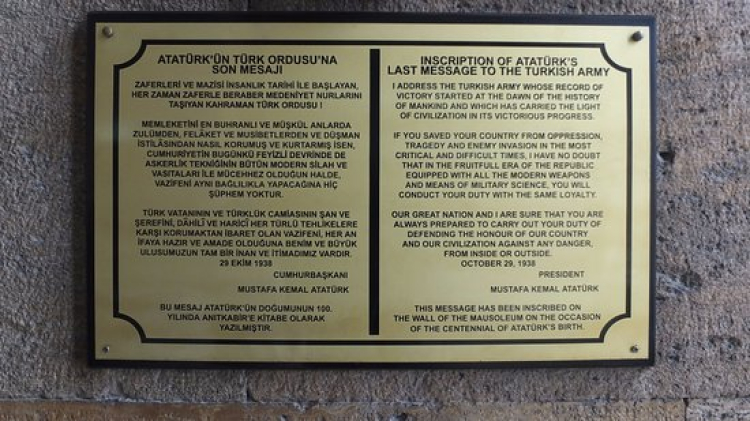 ATATÜRK'ÜN TÜRK ORDUSU'NA
SON MESAJI
ZAFERLERİ VE MAZİSİ İNSANLIK TARİHİ İLE BAŞLAYAN,
HER ZAMAN ZAFERLE BERABER MEDENİYET NURLARINI
TAŞIYAN KAHRAMAN TÜRK ORDUSU !
MEMLEKETİNİ EN BUHRANLI VE MÜŞKÜL ANLARDA
ZULÜMDEN, FELÂKET VE MUSİBETLERDEN VE DÜŞMAN
İSTİLÂSINDAN NASIL KORUMUŞ VE KURTARMIŞ İSEN,
CUMHURİYETİN BUGÜNKÜ FEYİZLİ DEVRİNDE DE
ASKERLİK TEKNİĞİNİN BÜTÜN MODERN SİLAH VE
VASITALARI İLE MÜCEHHEZ OLDUĞUN HALDE,
VAZİFENİ AYNI BAĞLILIKLA YAPACAĞINA HİÇ
ŞÜPHEM YOKTUR.
TÜRK VATANININ VE TÜRKLÜK CAMİASININ ŞAN VE
ŞEREFİNİ, DÂHİLÎ VE HARİCÎ HER TÜRLÜ TEHLİKELERE
KARŞI KORUMAKTAN İBARET OLAN VAZİFENİ, HER AN
İFAYA HAZIR VE AMADE OLDUĞUNA BENİM VE BÜYÜK
ULUSUMUZUN TAM BİR İNAN VE İTİMADIMIZ VARDIR.
29 EKİM 1938
CUMHURBAŞKANI
MUSTAFA KEMAL ATATÜRK
BU MESAJ ATATÜRK'ÜN DOĞUMUNUN 100.
YILINDA ANITKABİR'E KİTABE OLARAK
YAZILMIŞTIR.
INSCRIPTION OF ATATÜRK'S
LAST MESSAGE TO THE TURKISH ARMY
I ADDRESS THE TURKISH ARMY WHOSE RECORD OF
VICTORY STARTED AT THE DAWN OF THE HISTORY
OF MANKIND AND WHICH HAS CARRIED THE LIGHT
OF CIVILIZATION IN ITS VICTORIOUS PROGRESS.
IF YOU SAVED YOUR COUNTRY FROM OPPRESSION,
TRAGEDY AND ENEMY INVASION IN THE MOST
CRITICAL AND DIFFICULT TIMES, I HAVE NO DOUBT
THAT IN THE FRUITFULL ERA OF THE REPUBLIC
EQUIPPED WITH ALL THE MODERN WEAPONS
AND MEANS OF MILITARY SCIENCE, YOU WILL
CONDUCT YOUR DUTY WITH THE SAME LOYALTY.
OUR GREAT NATION AND I ARE SURE THAT YOU ARE
ALWAYS PREPARED TO CARRY OUT YOUR DUTY OF
DEFENDING THE HONOUR OF OUR COUNTRY
AND OUR CIVILIZATION AGAINST ANY DANGER,
FROM INSIDE OR OUTSIDE.
OCTOBER 29, 1938
PRESIDENT
MUSTAFA KEMAL ATATÜRK
THIS MESSAGE HAS BEEN INSCRIBED ON
THE WALL OF THE MAUSOLEUM ON THE OCCASION
OF THE CENTENNIAL OF ATATÜRK'S BIRTH.